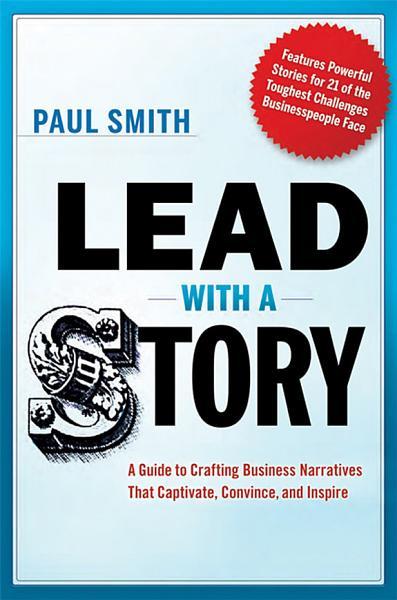 Features Powerful
Stories for 21 of the
Toughest Challenges
Businesspeople Face
PAUL SMITH
LEAD
WITH A
STORY
A Guide to Crafting Business Narratives
That Captivate, Convince, and Inspire